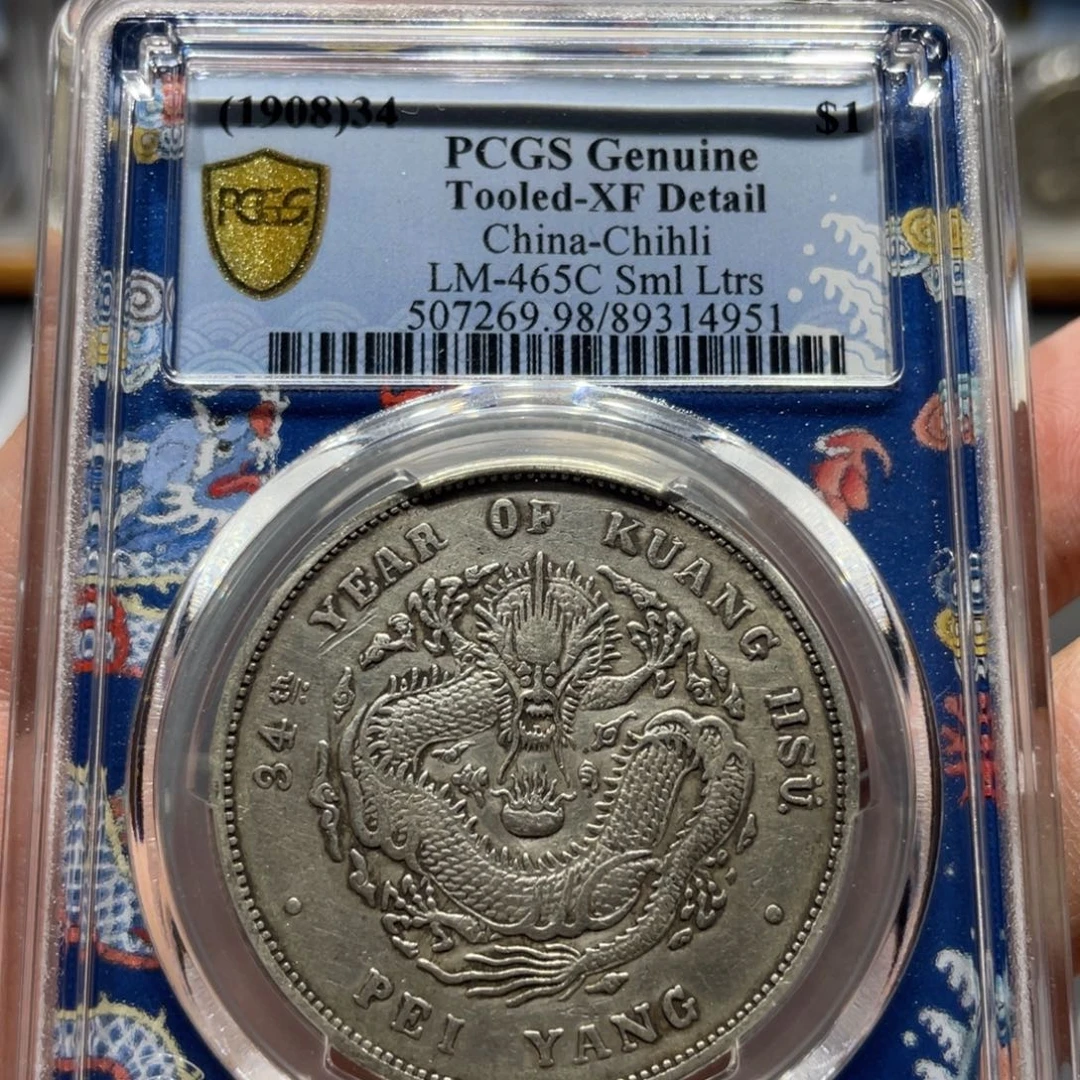 (1908)34 $1
PCGS Genuine
PCGS
Tooled-XF Detail
China-Chihli
LM-465C Sml Ltrs
507269.98/89314951
34TH YEAR OF KUANG HSÜ.
PEI YANG